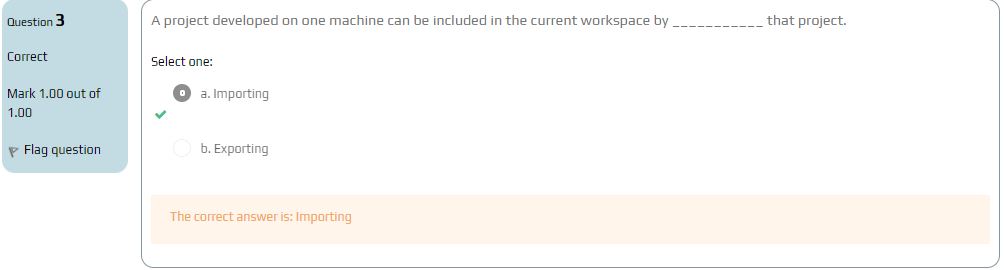 Question 3
Correct
Mark 1.00 out of
1.00
Flag question
A project developed on one machine can be included in the current workspace by ___________ that project.
Select one:
a. Importing
b. Exporting
The correct answer is: Importing